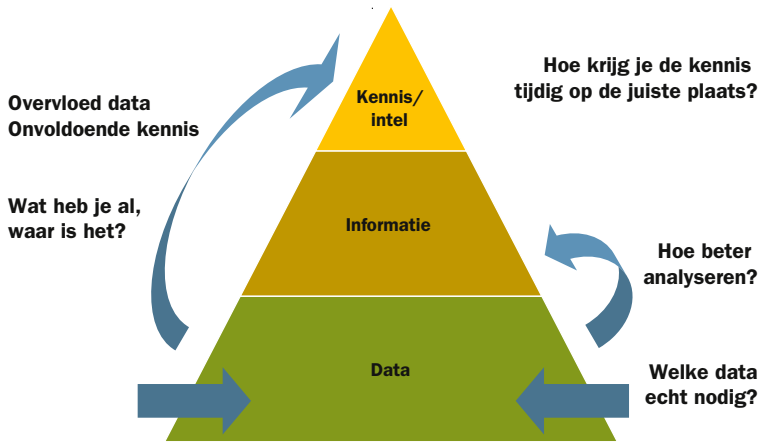 Overvloed data
Onvoldoende kennis
Wat heb je al,
waar is het?
Kennis/
intel
Informatie
Data
Hoe krijg je de kennis
tijdig op de juiste plaats?
Hoe beter
analyseren?
Welke data
echt nodig?